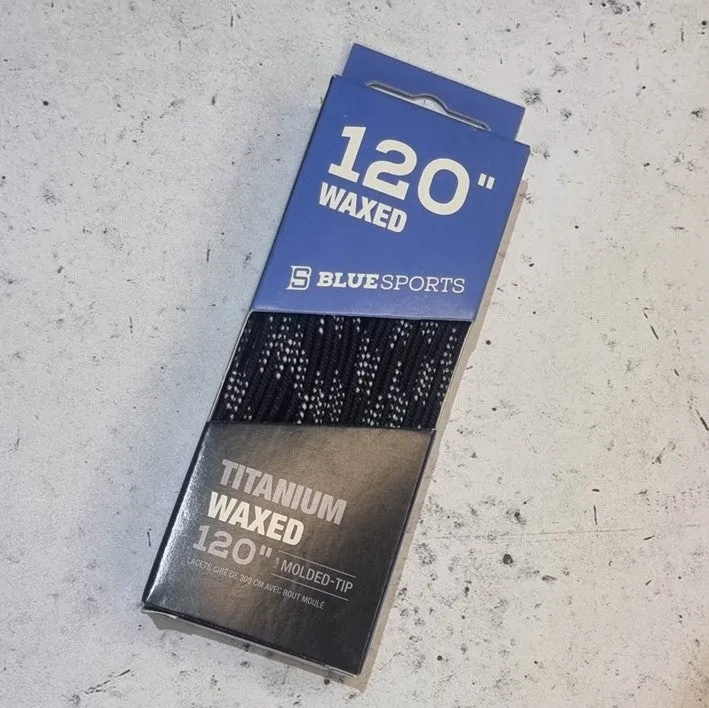 120"
WAXED
BLUESPORTS
TITANIUM
WAXED
120" MOLDED-TIP
LACETS CIRÉ DE 305 CM AVEC BOUT MOULÉ